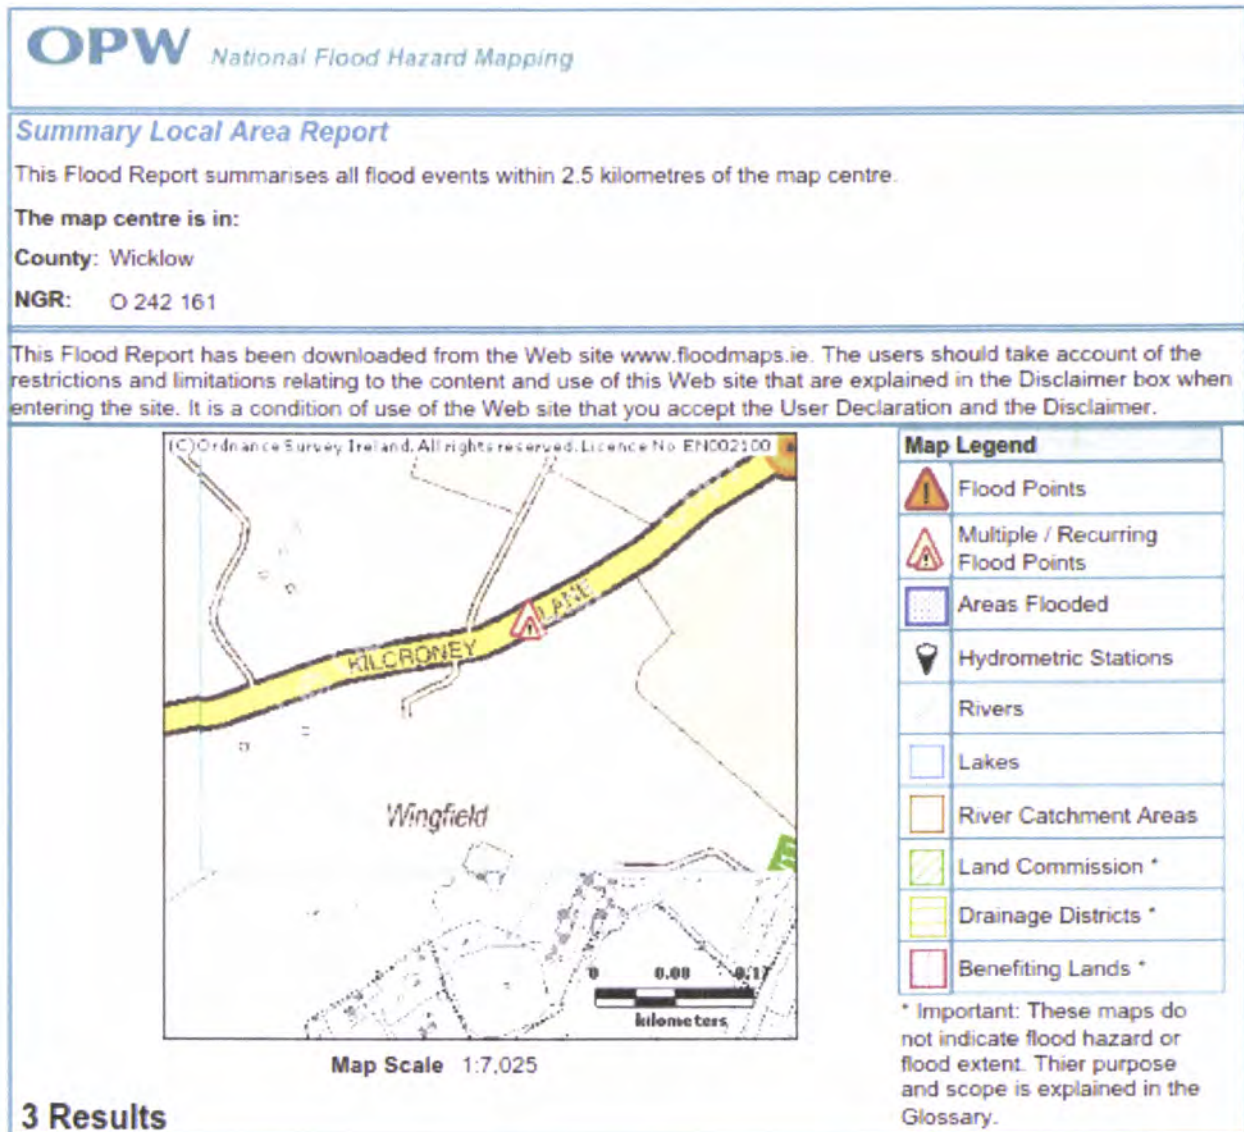 OPW National Flood Hazard Mapping
Summary Local Area Report
This Flood Report summarises all flood events within 2.5 kilometres of the map centre.
The map centre is in:
County: Wicklow
NGR: O 242 161
This Flood Report has been downloaded from the Web site www.floodmaps.ie. The users should take account of the
restrictions and limitations relating to the content and use of this Web site that are explained in the Disclaimer box when
entering the site. It is a condition of use of the Web site that you accept the User Declaration and the Disclaimer.
(C)Ordnance Survey Ireland. All rights reserved. Licence No EN002100
KILCRONEY LANE
Wingfield
0 0.08 0.17
kilometers
Map Scale 1:7,025
Map Legend
Flood Points
Multiple / Recurring
Flood Points
Areas Flooded
Hydrometric Stations
Rivers
Lakes
River Catchment Areas
Land Commission *
Drainage Districts *
Benefiting Lands *
* Important: These maps do
not indicate flood hazard or
flood extent. Thier purpose
and scope is explained in the
Glossary.
3 Results